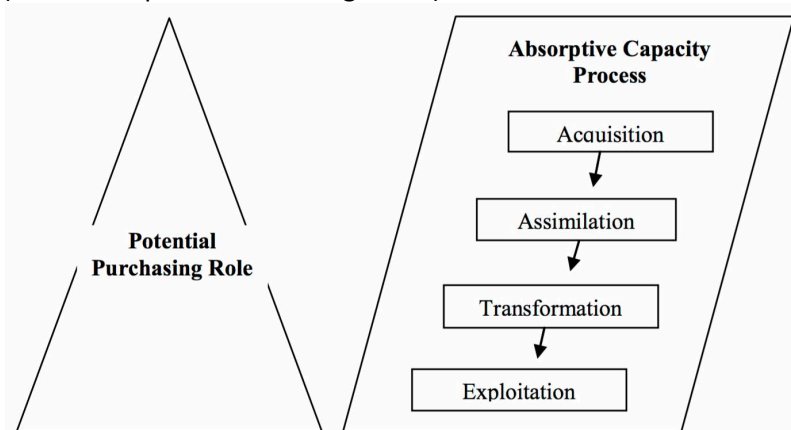 Potential
Purchasing Role
Absorptive Capacity
Process
Acquisition
Assimilation
Transformation
Exploitation